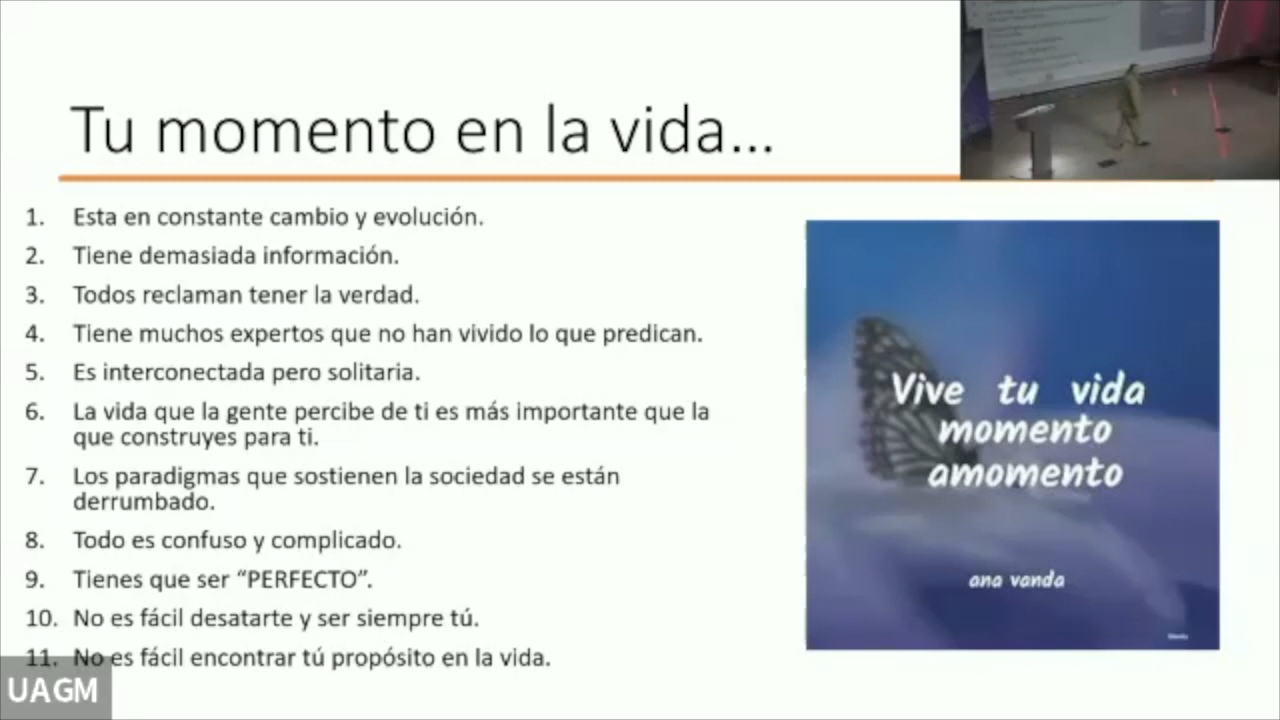 Tu momento en la vida...
1. Esta en constante cambio y evolución.
2. Tiene demasiada información.
3. Todos reclaman tener la verdad.
4. Tiene muchos expertos que no han vivido lo que predican.
5. Es interconectada pero solitaria.
6. La vida que la gente percibe de ti es más importante que la
que construyes para ti.
7. Los paradigmas que sostienen la sociedad se están
derrumbado.
8. Todo es confuso y complicado.
9. Tienes que ser “PERFECTO”.
10. No es fácil desatarte y ser siempre tú.
11. No es fácil encontrar tú propósito en la vida.
Vive tu vida
momento
amomento
ana vanda
UAGM